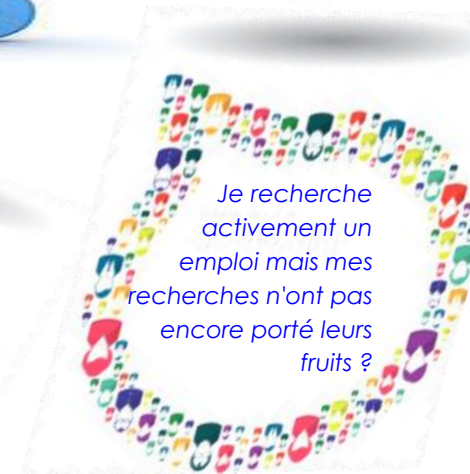 Je recherche
activement un
emploi mais mes
recherches n'ont pas
encore porté leurs
fruits ?